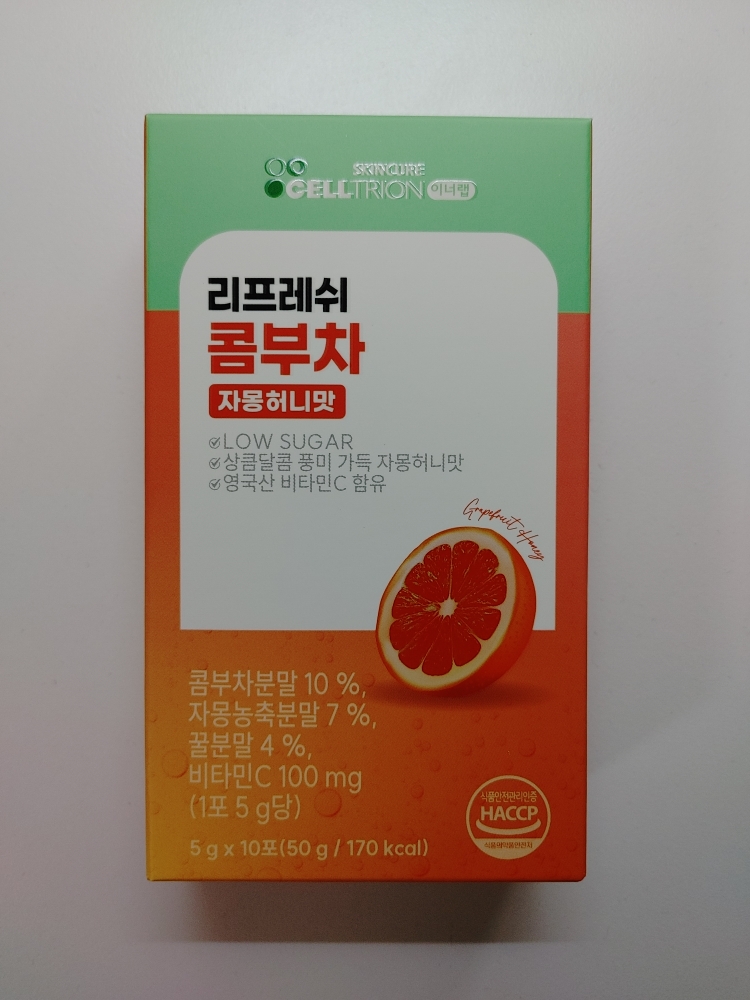 SKINCURE
CELLTRION 이너랩
리프레쉬
콤부차
자몽허니맛
LOW SUGAR
상큼달콤 풍미 가득 자몽허니맛
영국산 비타민C 함유
Grapefruit Honey
콤부차분말 10 %,
자몽농축분말 7 %,
꿀분말 4 %,
비타민C 100 mg
(1포 5 g당)
5 g x 10포(50 g / 170 kcal)
식품안전관리인증
HACCP
식품의약품안전처